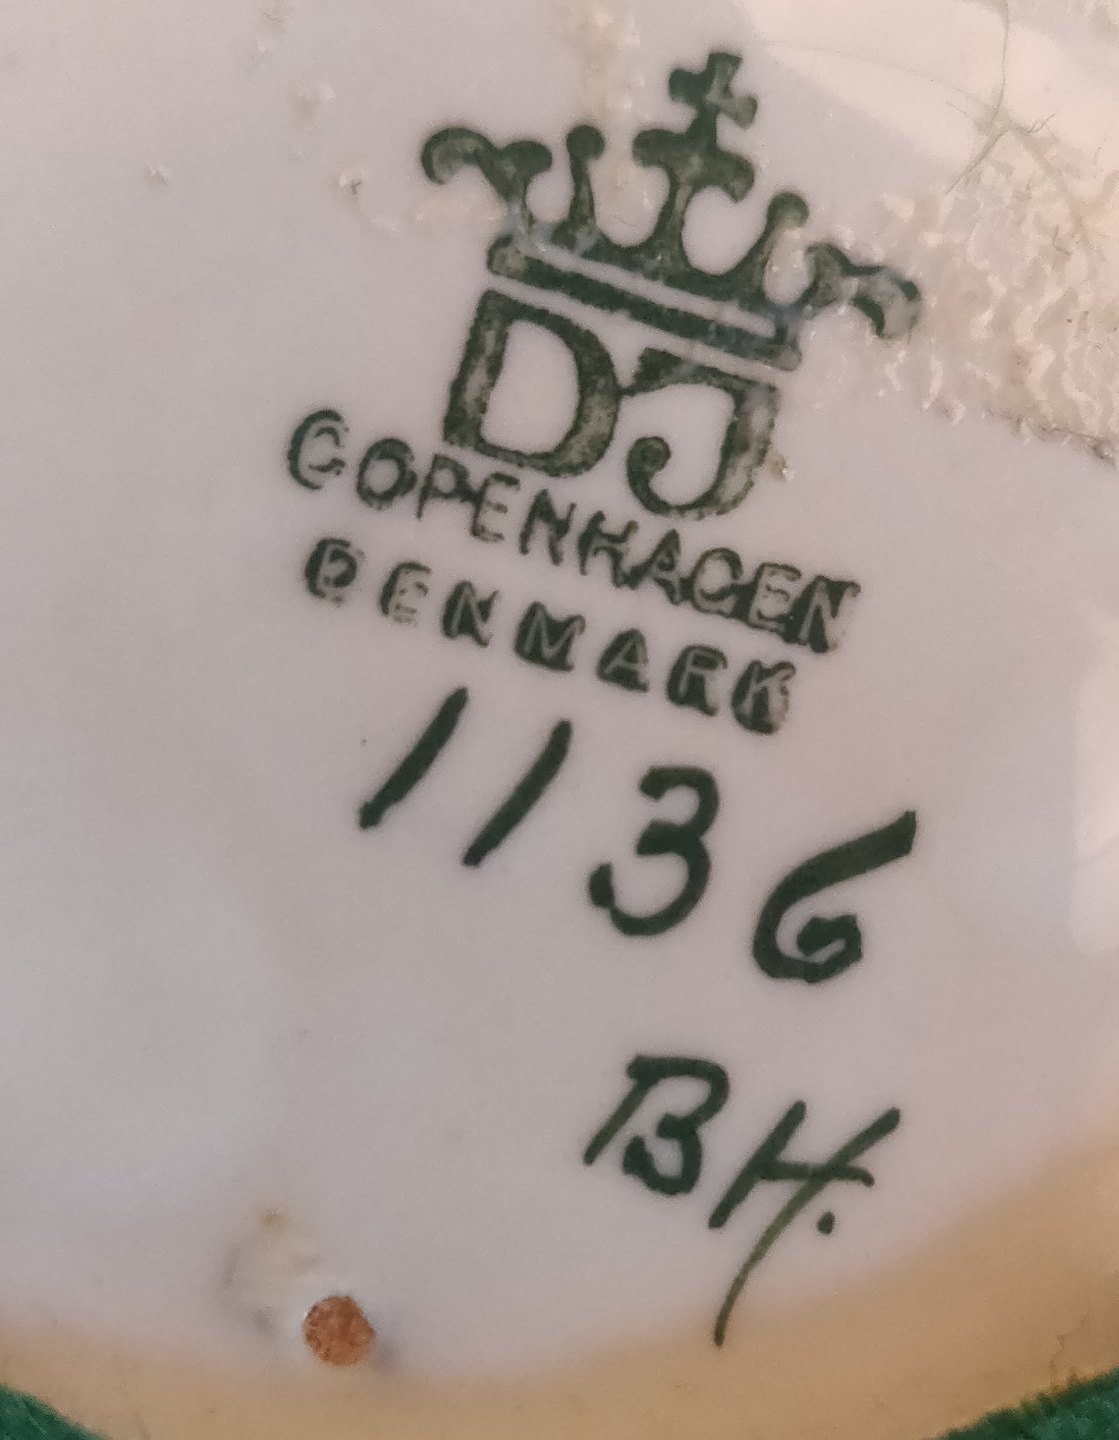 DJ
COPENHAGEN
DENMARK
1136
BH.